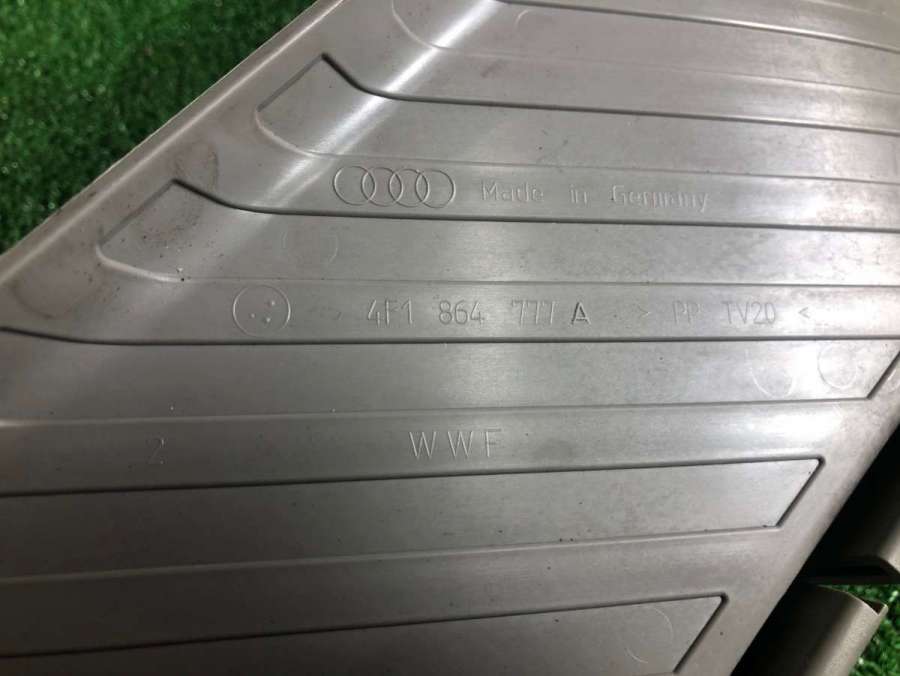 Made in Germany
> 4F1 864 777 A > PP TV20 <
2 WWF